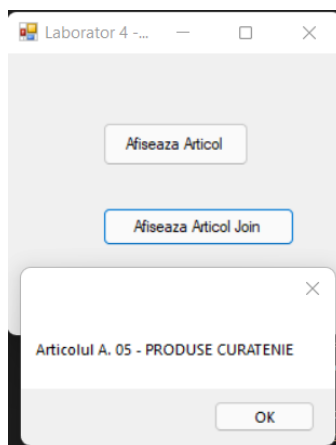 Laborator 4 -...
Afiseaza Articol
Afiseaza Articol Join
Articolul A. 05 - PRODUSE CURATENIE
OK